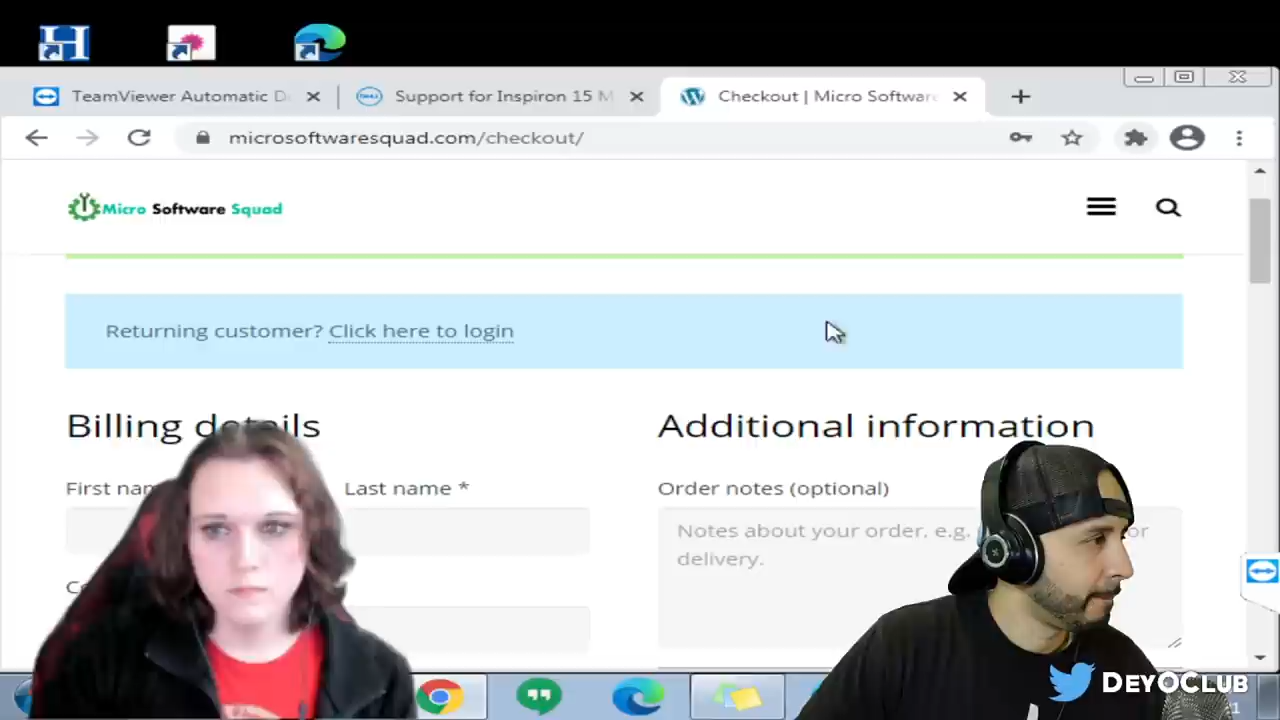 TeamViewer Automatic D
Support for Inspiron 15 M
Checkout | Micro Software
microsoftwaresquad.com/checkout/
Micro Software Squad
Returning customer? Click here to login
Billing details
Additional information
First nam
Last name *
Order notes (optional)
Notes about your order, e.g.
or
delivery.
DeyOClub